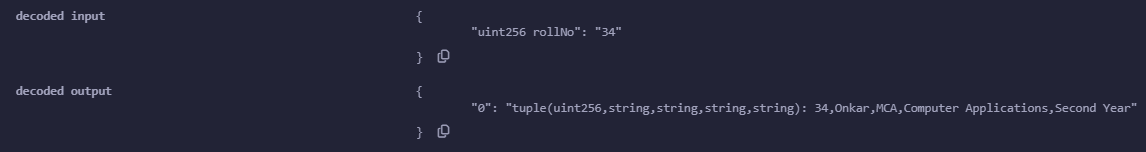 decoded input {
"uint256 rollNo": "34"
}
decoded output {
"0": "tuple(uint256,string,string,string,string): 34,Onkar,MCA,Computer Applications,Second Year"
}